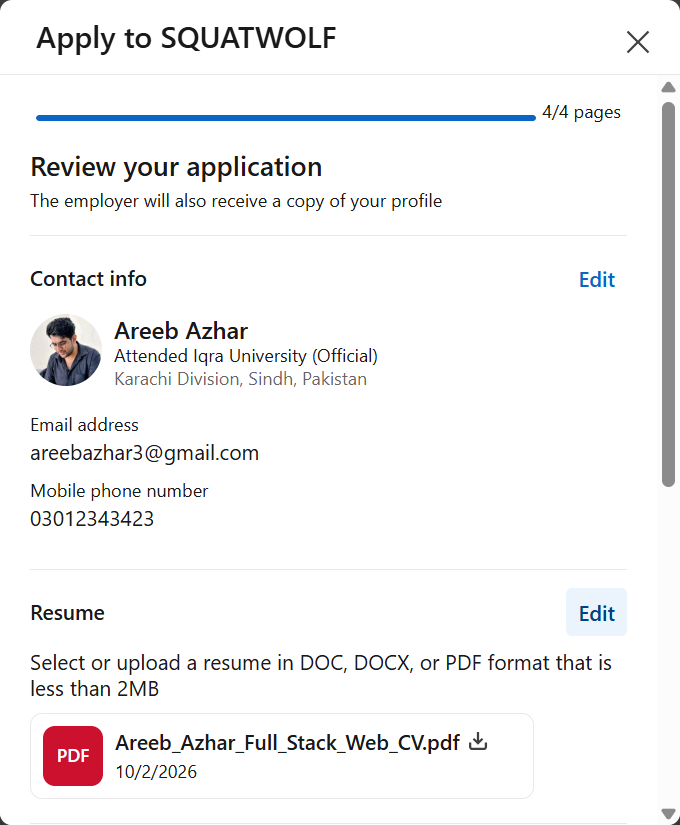 Apply to SQUATWOLF
4/4 pages
Review your application
The employer will also receive a copy of your profile
Contact info
Edit
Areeb Azhar
Attended Iqra University (Official)
Karachi Division, Sindh, Pakistan
Email address
areebazhar3@gmail.com
Mobile phone number
03012343423
Resume
Edit
Select or upload a resume in DOC, DOCX, or PDF format that is
less than 2MB
PDF
Areeb_Azhar_Full_Stack_Web_CV.pdf
10/2/2026